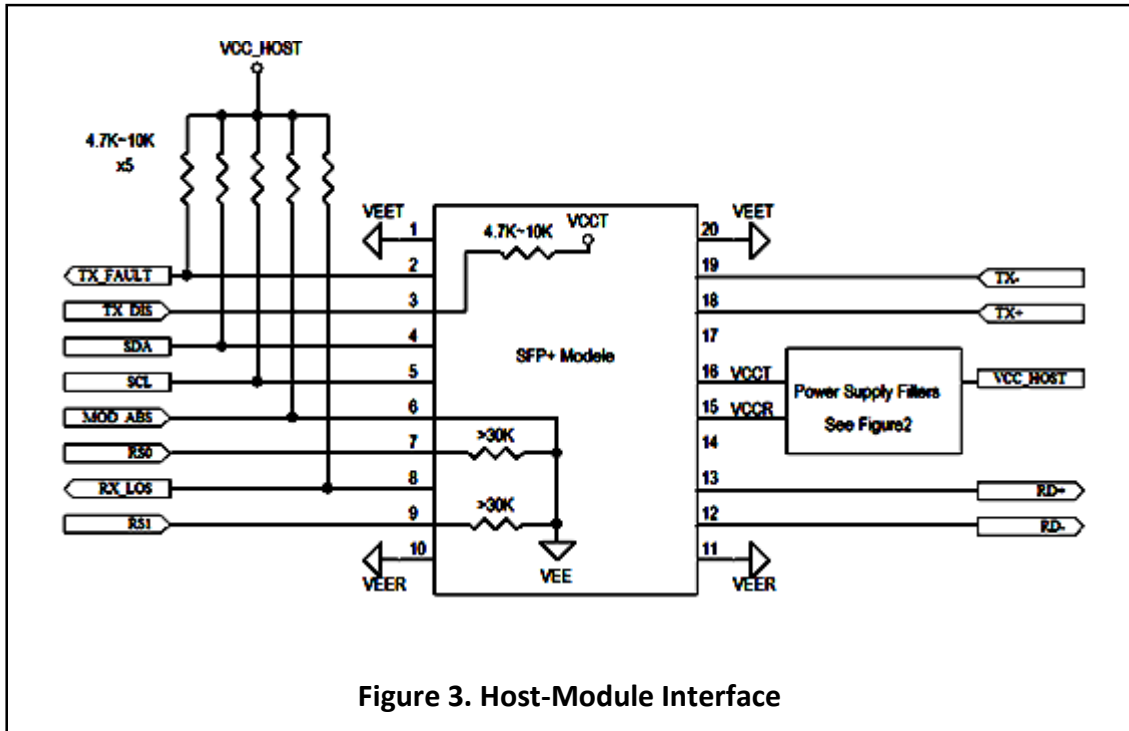 VCC_HOST
4.7K~10K
x5
VEET
1
4.7K~10K
VCCT
20
VEET
TX_FAULT
2
19
TX-
TX_DIS
3
18
TX+
SDA
4
17
SFP+ Modele
SCL
5
16
VCCT
Power Supply Filters
See Figure2
VCC_HOST
MOD_ABS
6
15
VCCR
RS0
7
>30K
14
RX_LOS
8
13
RD+
RS1
9
>30K
12
RD-
10
VEER
VEE
11
VEER
Figure 3. Host-Module Interface